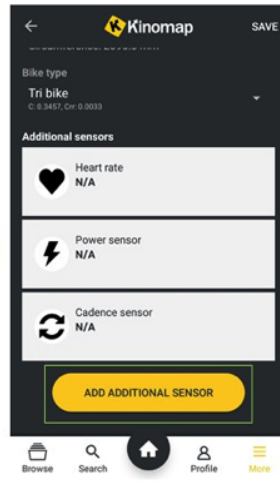 Kinomap
SAVE
Bike type
Tri bike
C: 0.3457, Crr: 0.0033
Additional sensors
Heart rate
N/A
Power sensor
N/A
Cadence sensor
N/A
ADD ADDITIONAL SENSOR
Browse
Search
Profile
More